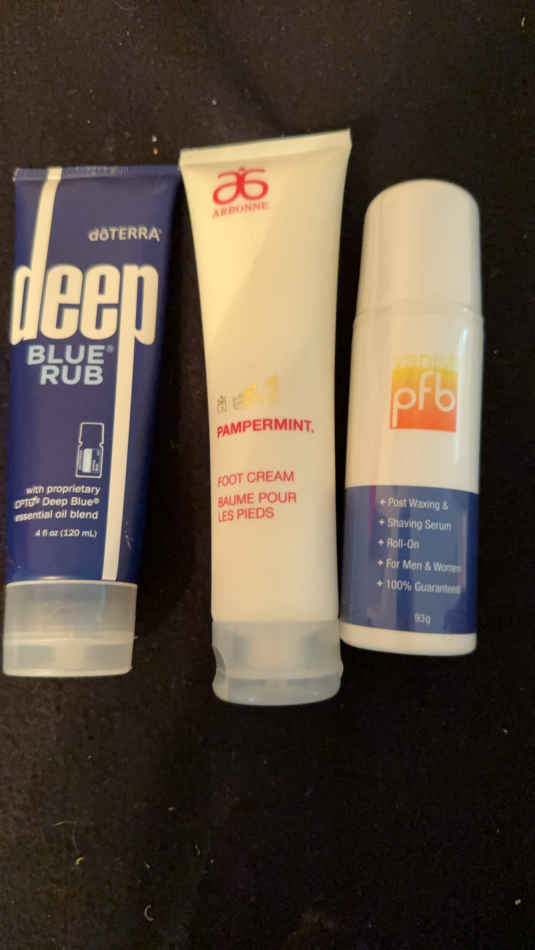 dōTERRA
deep
BLUE®
RUB
with proprietary
CPTG® Deep Blue®
essential oil blend
4 fl oz (120 mL)
ARBONNE.
PAMPERMINT,
FOOT CREAM
BAUME POUR
LES PIEDS
pfb
+ Post Waxing &
+ Shaving Serum
+ Roll-On
+ For Men & Women
+ 100% Guaranteed
93g